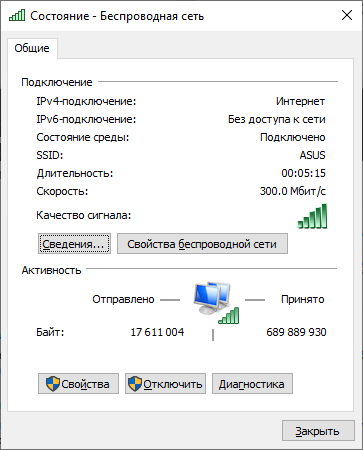 Состояние - Беспроводная сеть
Общие
Подключение
IPv4-подключение: Интернет
IPv6-подключение: Без доступа к сети
Состояние среды: Подключено
SSID: ASUS
Длительность: 00:05:15
Скорость: 300.0 Мбит/с
Качество сигнала:
Сведения... Свойства беспроводной сети
Активность
Отправлено Принято
Байт: 17 611 004 689 889 930
Свойства Отключить Диагностика
Закрыть